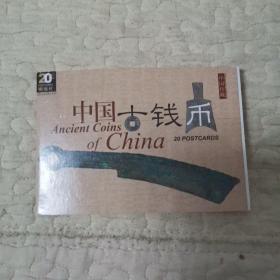 20
中国古钱币
Ancient Coins
of China
20 POSTCARDS